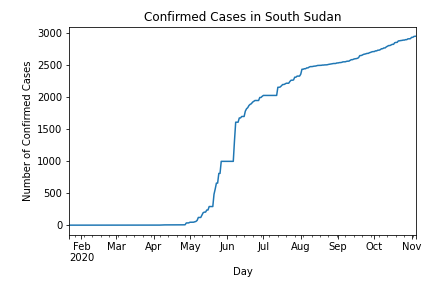 Confirmed Cases in South Sudan
Number of Confirmed Cases
3000
2500
2000
1500
1000
500
0
Feb Mar Apr May Jun Jul Aug Sep Oct Nov
2020
Day